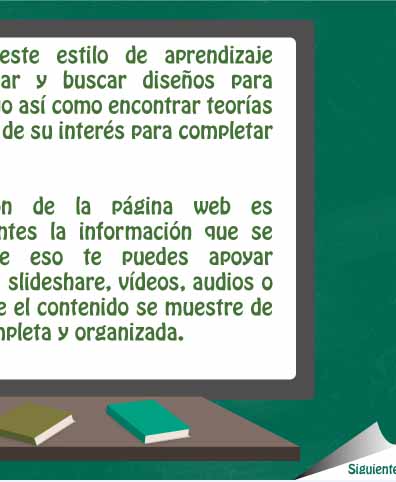 este estilo de aprendizaje
ar y buscar diseños para
o así como encontrar teorías
de su interés para completar
ón de la página web es
ntes la información que se
e eso te puedes apoyar
slideshare, vídeos, audios o
e el contenido se muestre de
mpleta y organizada.
Siguiente